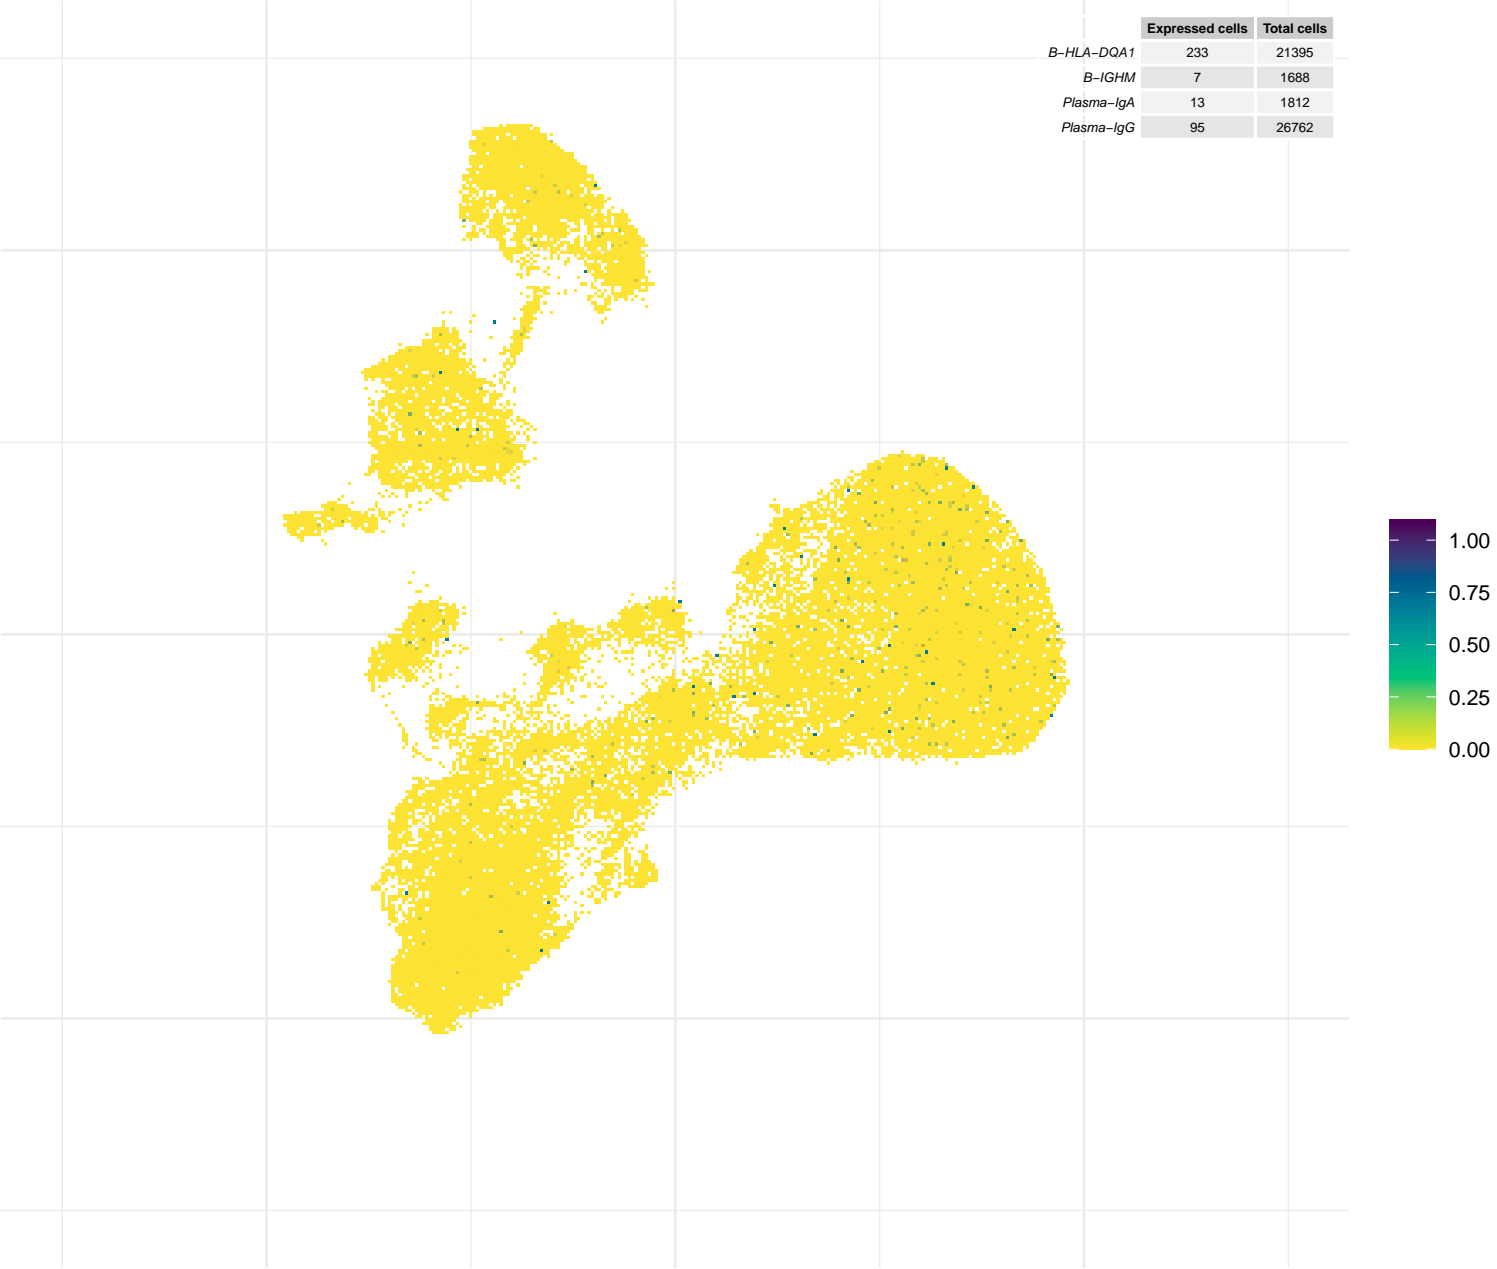 Expressed cells Total cells
B−HLA−DQA1 233 21395
B−IGHM 7 1688
Plasma−IgA 13 1812
Plasma−IgG 95 26762
1.00
0.75
0.50
0.25
0.00